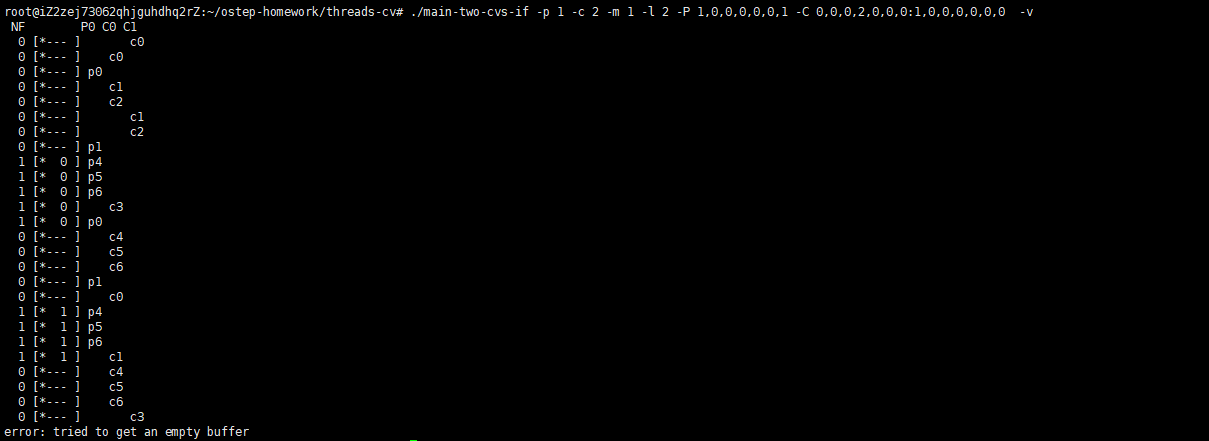 root@iZ2zej73062qhjguhdhq2rZ:~/ostep-homework/threads-cv# ./main-two-cvs-if -p 1 -c 2 -m 1 -l 2 -P 1,0,0,0,0,0,1 -C 0,0,0,2,0,0,0:1,0,0,0,0,0,0  -v
 NF        P0 C0 C1
  0 [*--- ]       c0
  0 [*--- ]    c0
  0 [*--- ] p0
  0 [*--- ]    c1
  0 [*--- ]    c2
  0 [*--- ]       c1
  0 [*--- ]       c2
  0 [*--- ] p1
  1 [*  0 ] p4
  1 [*  0 ] p5
  1 [*  0 ] p6
  1 [*  0 ]    c3
  1 [*  0 ] p0
  0 [*--- ]    c4
  0 [*--- ]    c5
  0 [*--- ]    c6
  0 [*--- ] p1
  0 [*--- ]    c0
  1 [*  1 ] p4
  1 [*  1 ] p5
  1 [*  1 ] p6
  1 [*  1 ]    c1
  0 [*--- ]    c4
  0 [*--- ]    c5
  0 [*--- ]    c6
  0 [*--- ]       c3
error: tried to get an empty buffer